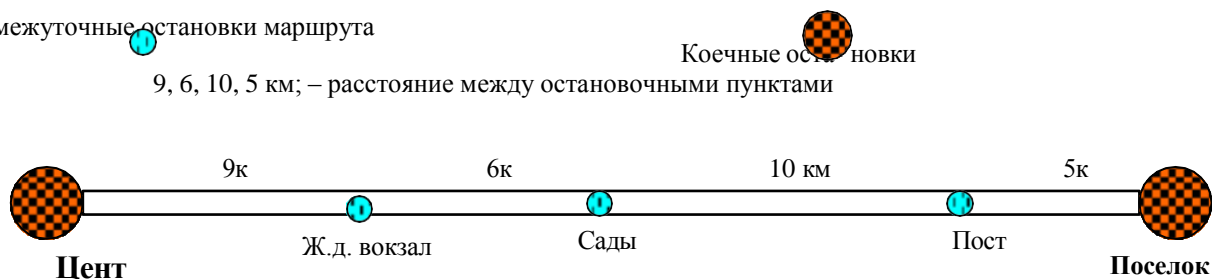 межуточные остановки маршрута
Коечные оста новки
9, 6, 10, 5 км; – расстояние между остановочными пунктами
9к 6к 10 км 5к
Ж.д. вокзал Сады Пост
Цент Поселок